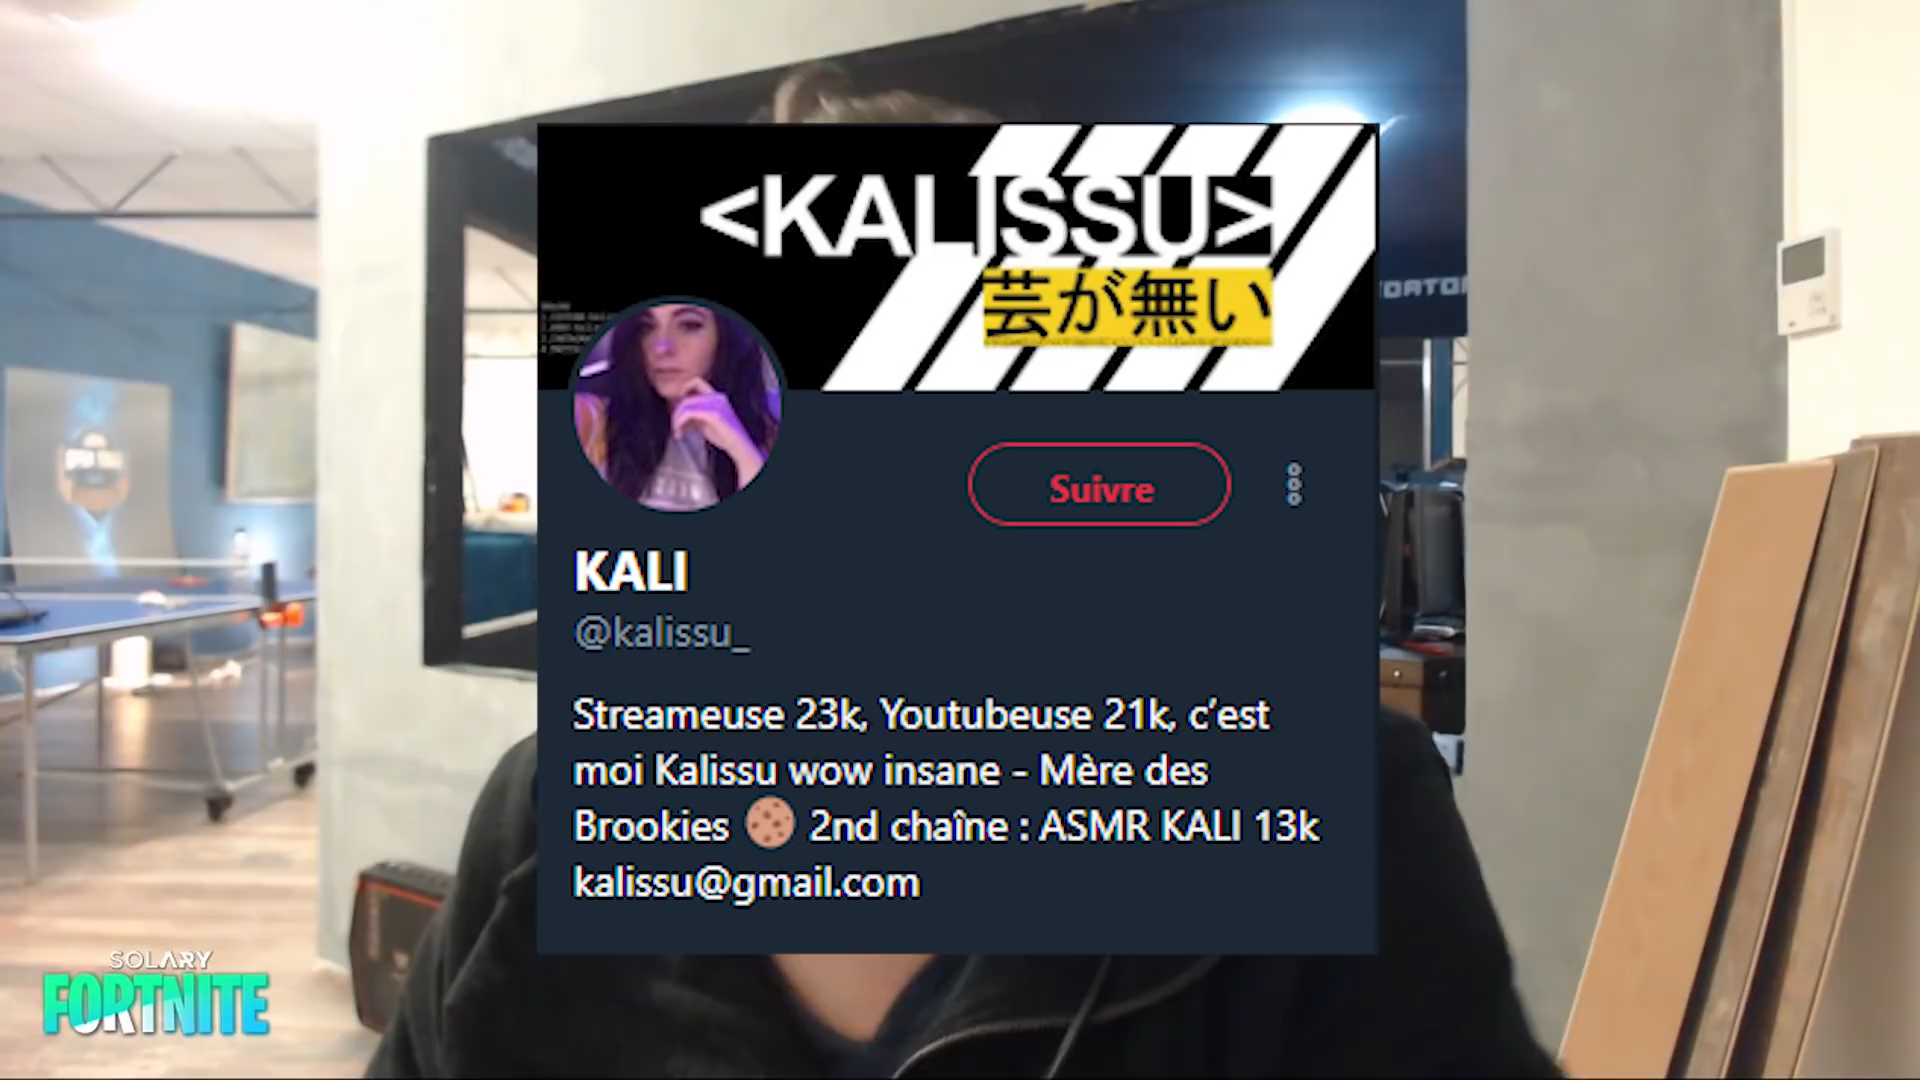 <KALISSU>
芸が無い
Suivre
KALI
@kalissu_
Streameuse 23k, Youtubeuse 21k, c’est
moi Kalissu wow insane - Mère des
Brookies 🍪 2nd chaîne : ASMR KALI 13k
kalissu@gmail.com
SOLARY
FORTNITE